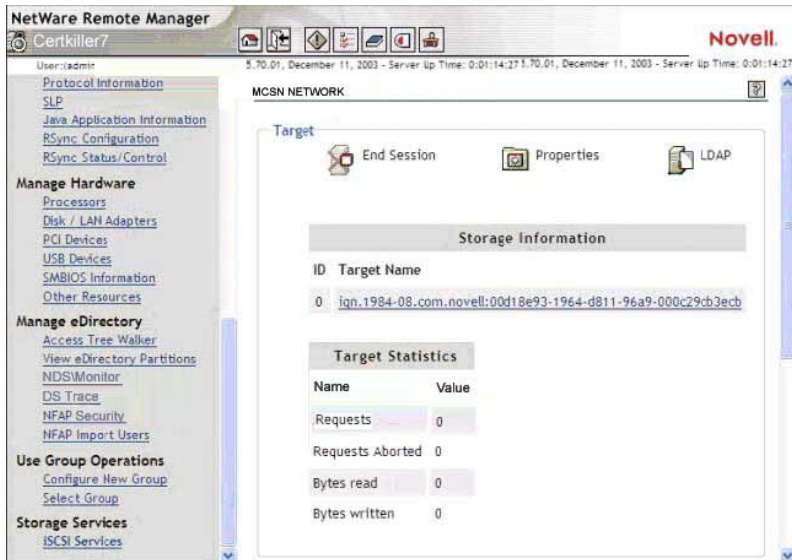 NetWare Remote Manager
Certkiller7
Novell.
User:(admin
5.70.01, December 11, 2003 - Server Up Time: 0:01:14:27 5.70.01, December 11, 2003 - Server Up Time: 0:01:14:27
Protocol Information
SLP
Java Application Information
RSync Configuration
RSync Status/Control
Manage Hardware
Processors
Disk / LAN Adapters
PCI Devices
USB Devices
SMBIOS Information
Other Resources
Manage eDirectory
Access Tree Walker
View eDirectory Partitions
NDS\Monitor
DS Trace
NFAP Security
NFAP Import Users
Use Group Operations
Configure New Group
Select Group
Storage Services
iSCSI Services
MCSN NETWORK
Target
End Session
Properties
LDAP
Storage Information
ID Target Name
0 iqn.1984-08.com.novell:00d18e93-1964-d811-96a9-000c29cb3ecb
Target Statistics
Name Value
Requests 0
Requests Aborted 0
Bytes read 0
Bytes written 0